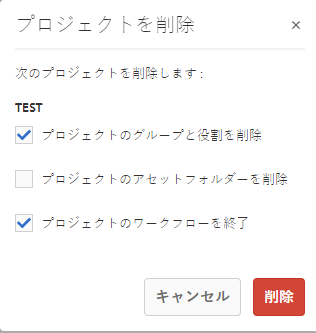 プロジェクトを削除
×
次のプロジェクトを削除します:
TEST
プロジェクトのグループと役割を削除
プロジェクトのアセットフォルダーを削除
プロジェクトのワークフローを終了
キャンセル 削除